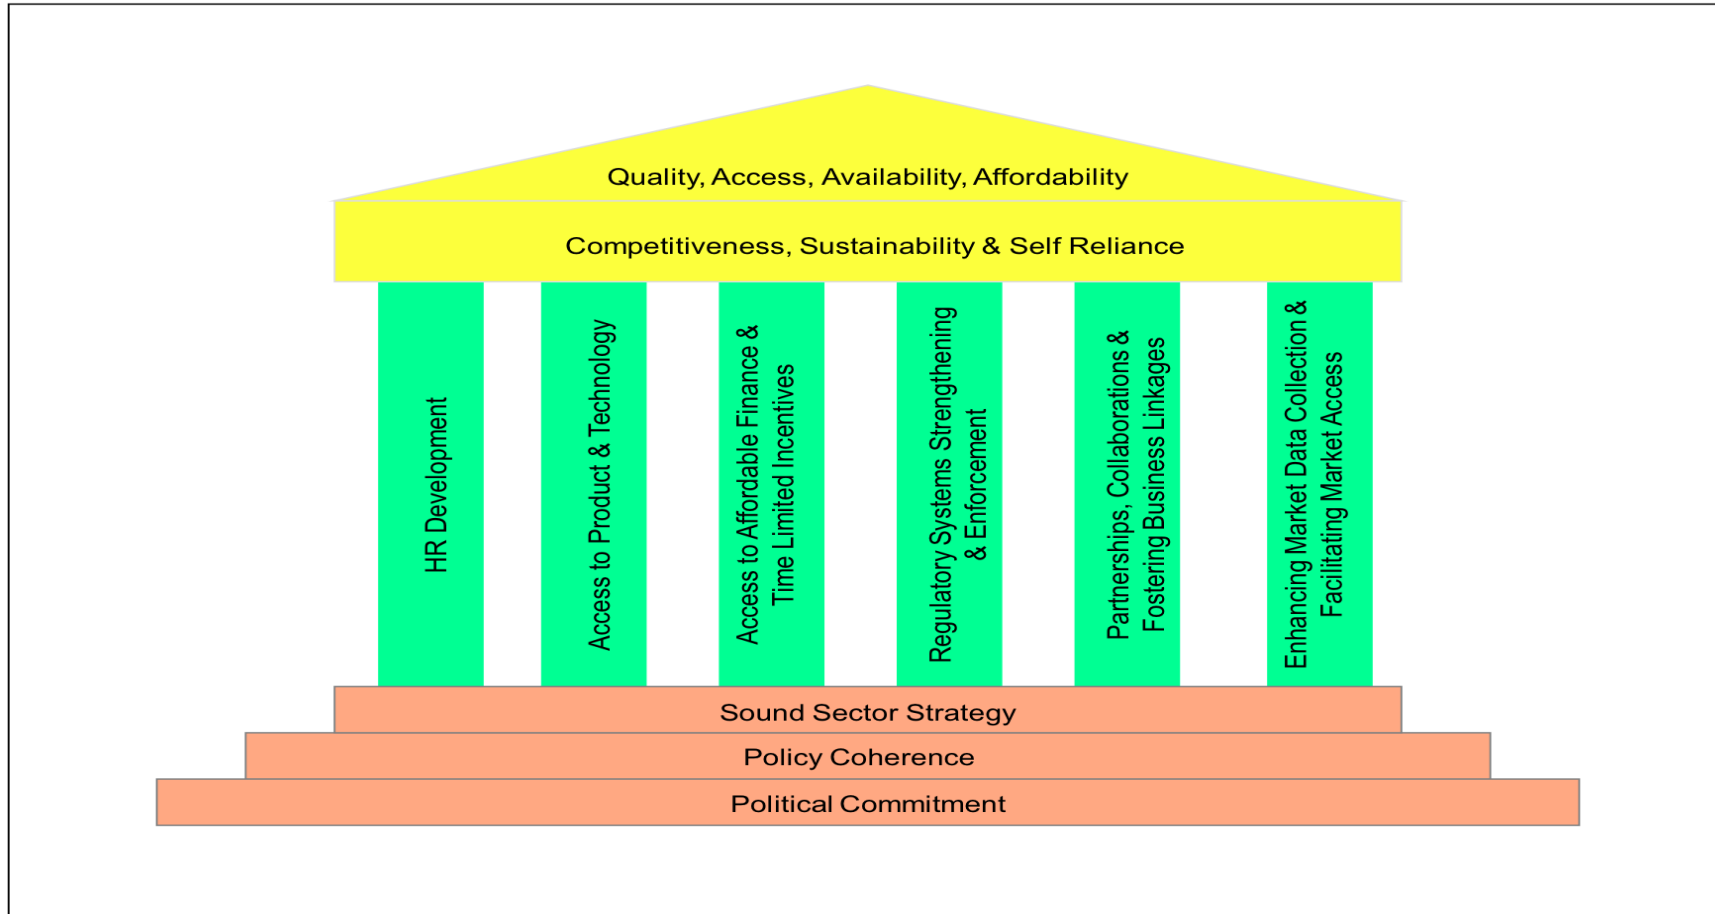 Quality, Access, Availability, Affordability
Competitiveness, Sustainability & Self Reliance
HR Development
Access to Product & Technology
Access to Affordable Finance &
Time Limited Incentives
Regulatory Systems Strengthening
& Enforcement
Partnerships, Collaborations &
Fostering Business Linkages
Enhancing Market Data Collection &
Facilitating Market Access
Sound Sector Strategy
Policy Coherence
Political Commitment